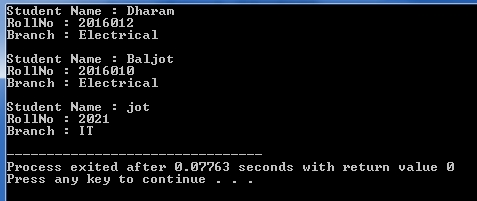 Student Name : Dharam
RollNo : 2016012
Branch : Electrical
Student Name : Baljot
RollNo : 2016010
Branch : Electrical
Student Name : jot
RollNo : 2021
Branch : IT
--------------------------------
Process exited after 0.07763 seconds with return value 0
Press any key to continue . . .